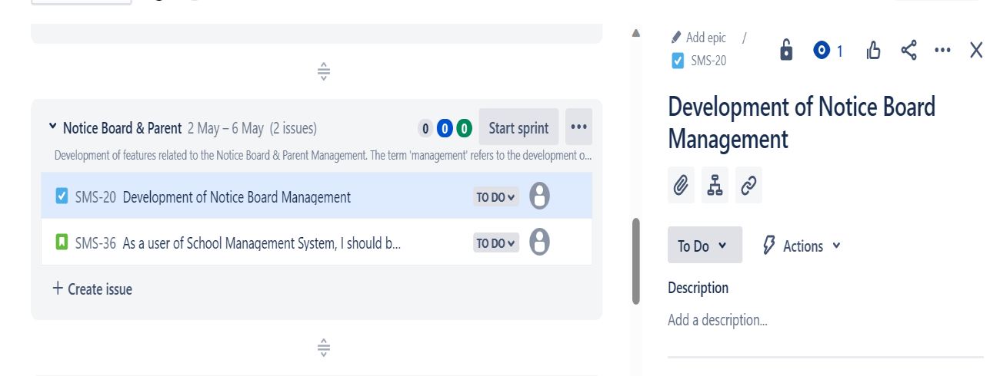 Notice Board & Parent 2 May – 6 May (2 issues) 0 0 0 Start sprint •••
Development of features related to the Notice Board & Parent Management. The term 'management' refers to the development o...
SMS-20 Development of Notice Board Management TO DO
SMS-36 As a user of School Management System, I should b... TO DO
+ Create issue
Add epic /
SMS-20
1
Development of Notice Board
Management
To Do
Actions
Description
Add a description...